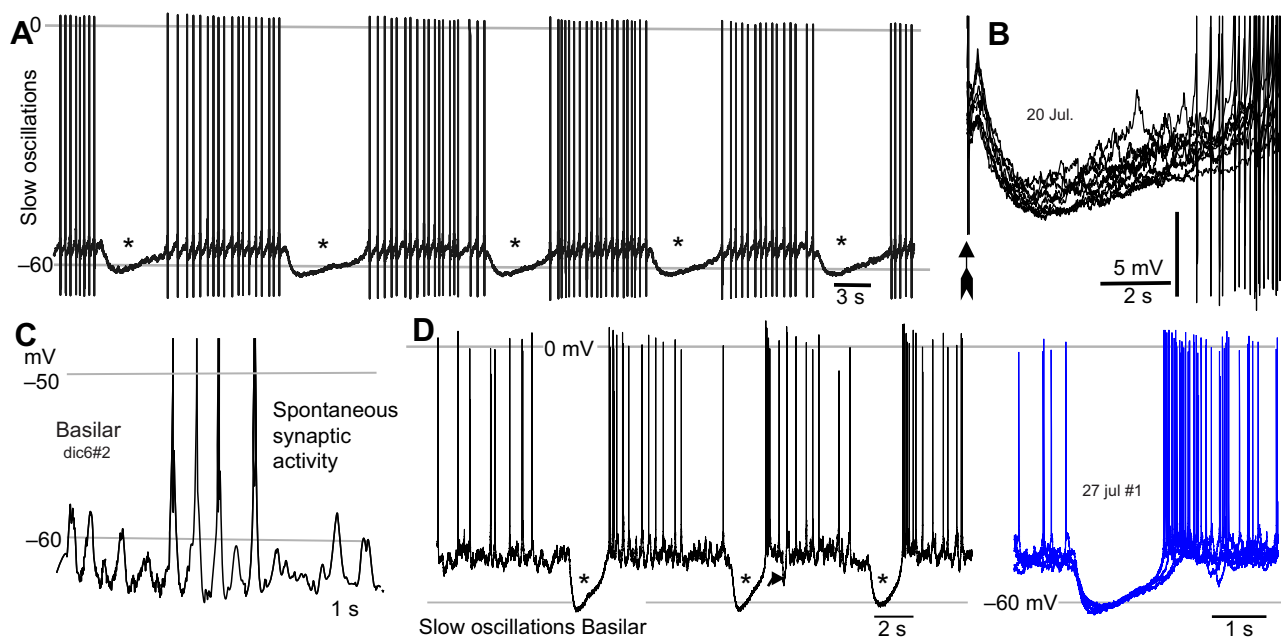 A
0
Slow oscillations
*
*
*
*
*
–60
3 s
B
20 Jul.
5 mV
2 s
C
mV
–50
Basilar
dic6#2
Spontaneous
synaptic
activity
–60
1 s
D
0 mV
*
*
*
Slow oscillations Basilar
2 s
27 jul #1
–60 mV
1 s